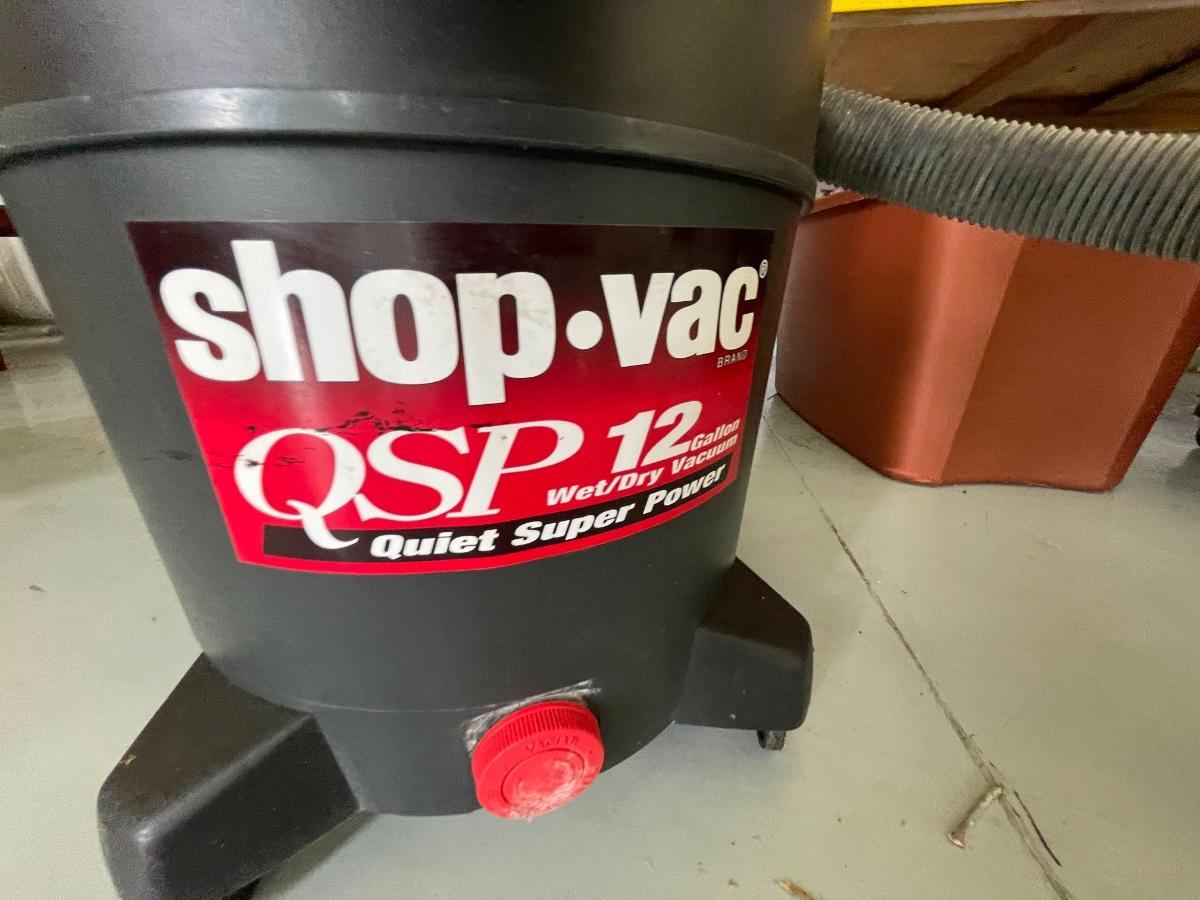 shop·vac®
BRAND
QSP 12 Gallon
Wet/Dry Vacuum
Quiet Super Power